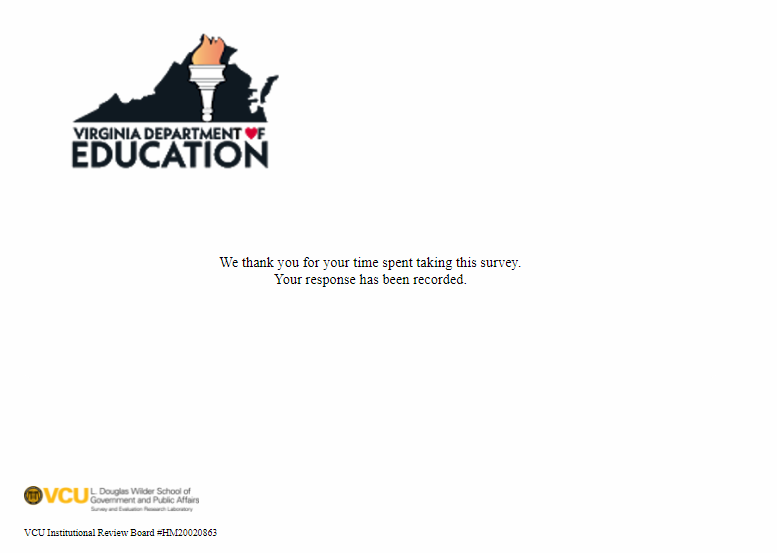 VIRGINIA DEPARTMENT OF
EDUCATION
We thank you for your time spent taking this survey.
Your response has been recorded.
VCU L. Douglas Wilder School of
Government and Public Affairs
Survey and Evaluation Research Laboratory
VCU Institutional Review Board #HM20020863